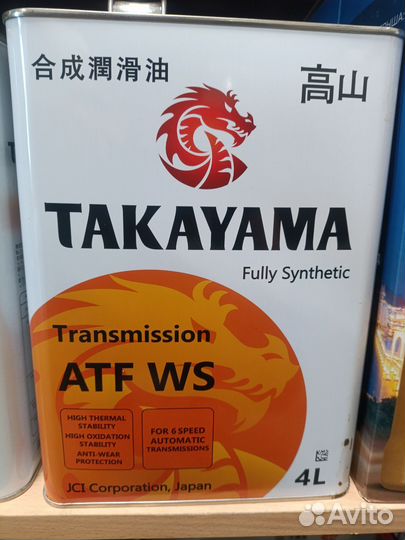 合成潤滑油
高山
TAKAYAMA
Fully Synthetic
Transmission
ATF WS
HIGH THERMAL
STABILITY
HIGH OXIDATION
STABILITY
ANTI-WEAR
PROTECTION
FOR 6 SPEED
AUTOMATIC
TRANSMISSIONS
JCI Corporation, Japan
4L
Avito